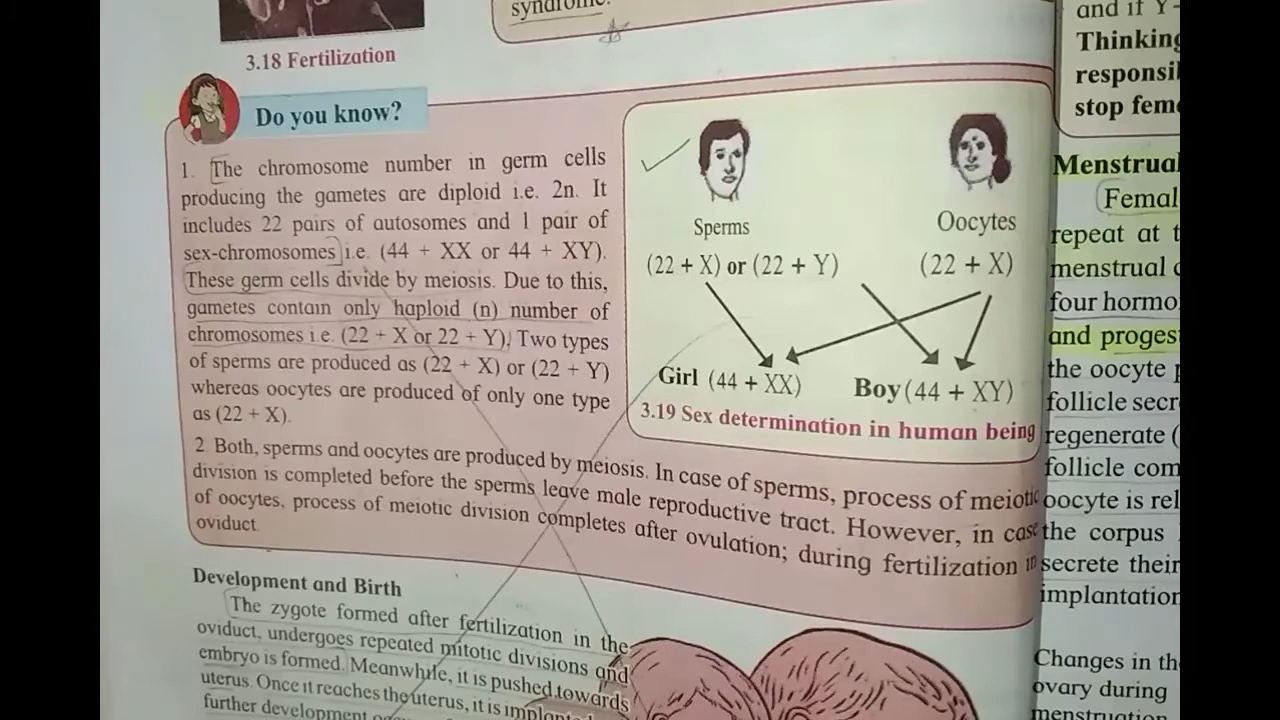 syndrome.
3.18 Fertilization
Do you know?
1. The chromosome number in germ cells
producing the gametes are diploid i.e. 2n. It
includes 22 pairs of autosomes and 1 pair of
sex-chromosomes i.e. (44 + XX or 44 + XY).
These germ cells divide by meiosis. Due to this,
gametes contain only haploid (n) number of
chromosomes i.e. (22 + X or 22 + Y). Two types
of sperms are produced as (22 + X) or (22 + Y)
whereas oocytes are produced of only one type
as (22 + X).
Sperms
Oocytes
(22 + X) or (22 + Y)
(22 + X)
Girl (44 + XX)
Boy (44 + XY)
3.19 Sex determination in human being
2. Both, sperms and oocytes are produced by meiosis. In case of sperms, process of meiotic
division is completed before the sperms leave male reproductive tract. However, in case
of oocytes, process of meiotic division completes after ovulation; during fertilization in
oviduct.
Development and Birth
The zygote formed after fertilization in the
oviduct, undergoes repeated mitotic divisions and
embryo is formed. Meanwhile, it is pushed towards
uterus. Once it reaches the uterus, it is
further development
and if Y-
Thinking
stop
Menstrual
repeat at
menstrual
four
and
the oocyte
follicle
regenerate (
follicle
oocyte is
the corpus
secrete their
implantation
Changes in
ovary during
menstruation